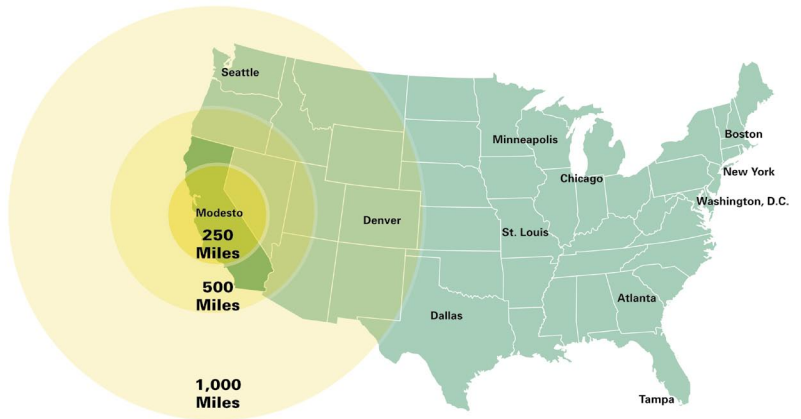 Seattle
Minneapolis
Boston
New York
Chicago
Washington, D.C.
Modesto
Denver
St. Louis
250
Miles
500
Miles
Atlanta
Dallas
1,000
Miles
Tampa